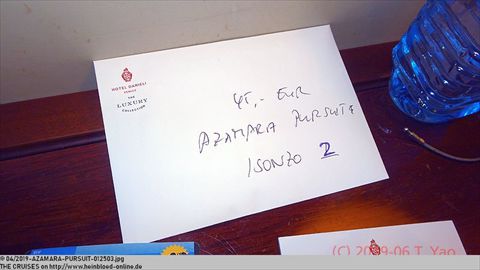 HOTEL DANIELI
VENICE
THE
LUXURY
COLLECTION
45,- EUR
AZAMARA PURSUIT
ISONZO 2
(C) 2019-06 T. Yao
© 04/2019-AZAMARA-PURSUIT-012503.jpg
THE CRUISES on http://www.heinbloed-online.de